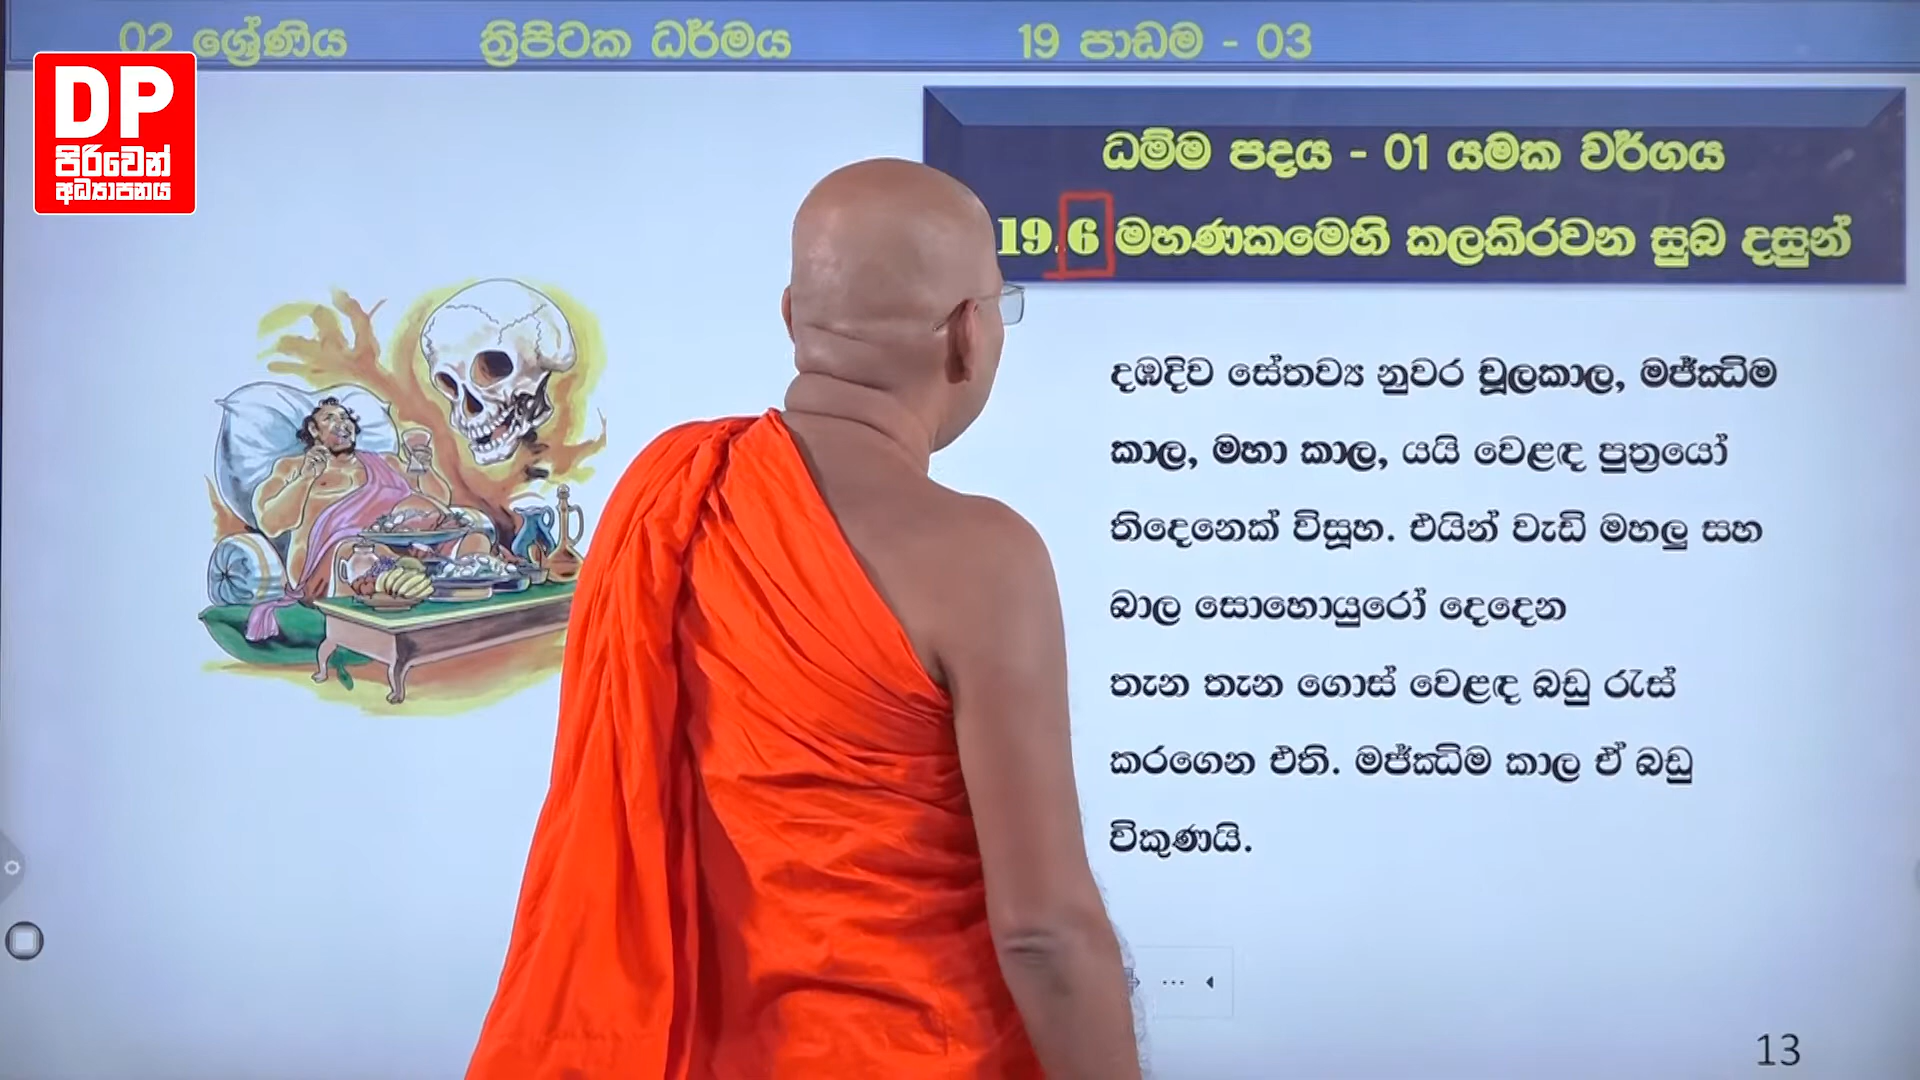 02 ශ්‍රේණිය ත්‍රිපිටක ධර්මය 19 පාඩම - 03
DP
පිරිවෙන්
අධ්‍යාපනය
ධම්ම පදය - 01 යමක වර්ගය
19.6 මහණකමෙහි කලකිරවන සුබ දසුන්
දඹදිව සේතව්‍ය නුවර චූලකාල, මජ්ඣිම
කාල, මහා කාල, යයි වෙළඳ පුත්‍රයෝ
තිදෙනෙක් විසූහ. එයින් වැඩි මහලු සහ
බාල සොහොයුරෝ දෙදෙන
තැන තැන ගොස් වෙළඳ බඩු රැස්
කරගෙන එති. මජ්ඣිම කාල ඒ බඩු
විකුණයි.
13